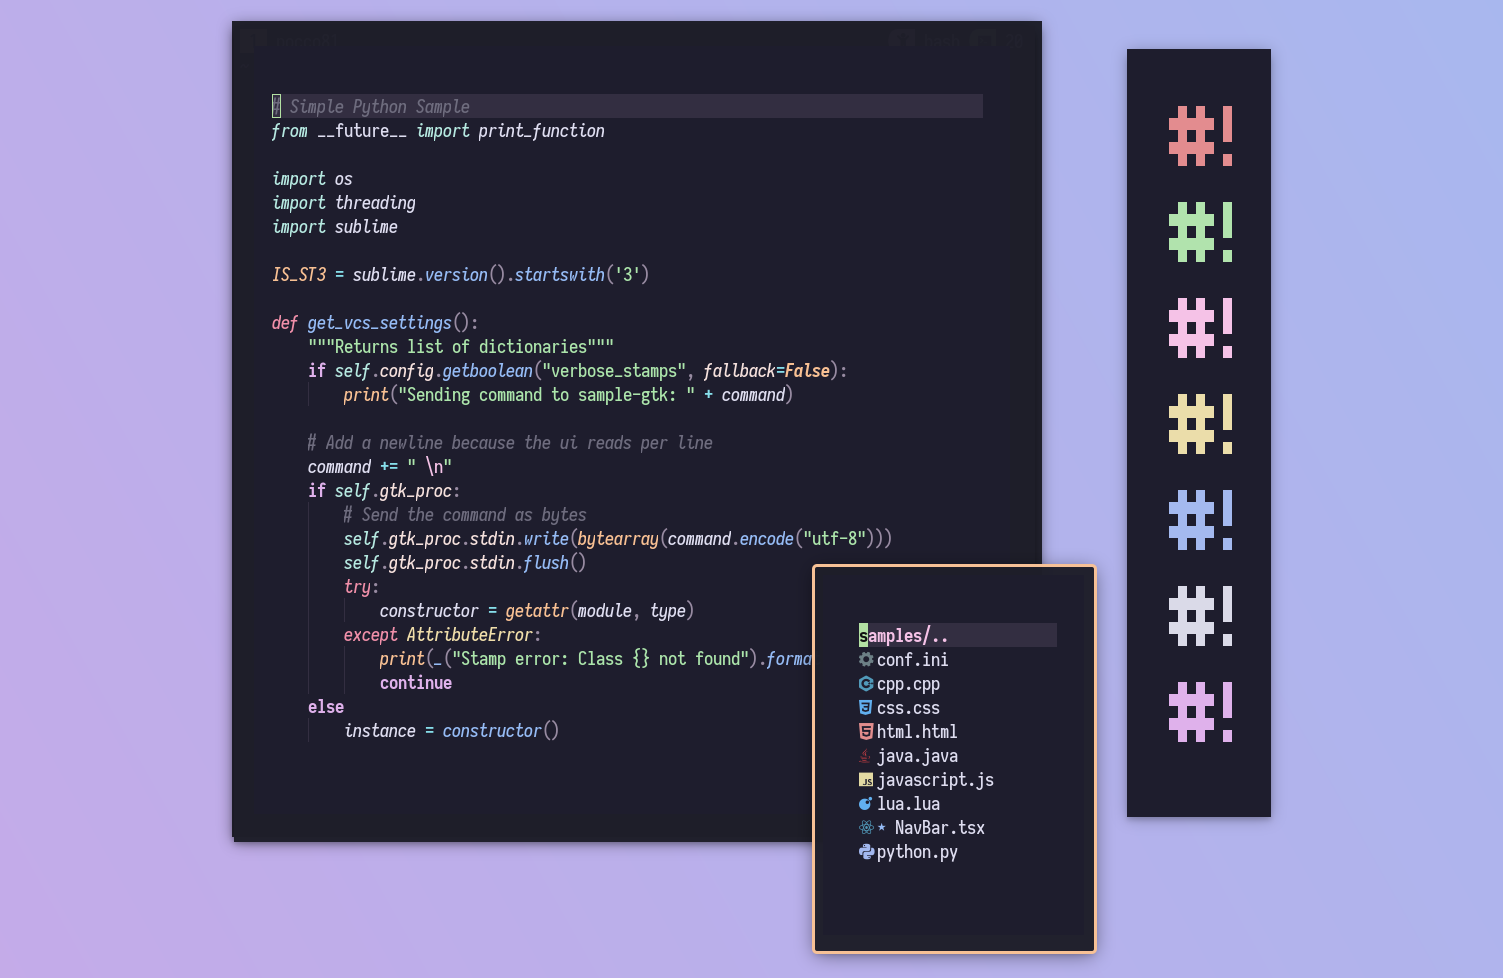 # Simple Python Sample
from __future__ import print_function
import os
import threading
import sublime
IS_ST3 = sublime.version().startswith('3')
def get_vcs_settings():
    """Returns list of dictionaries"""
    if self.config.getboolean("verbose_stamps", fallback=False):
        print("Sending command to sample-gtk: " + command)
    # Add a newline because the ui reads per line
    command += " \n"
    if self.gtk_proc:
        # Send the command as bytes
        self.gtk_proc.stdin.write(bytearray(command.encode("utf-8")))
        self.gtk_proc.stdin.flush()
        try:
            constructor = getattr(module, type)
        except AttributeError:
            print(_("Stamp error: Class {} not found").forma
            continue
    else
        instance = constructor()
samples/..
conf.ini
cpp.cpp
css.css
html.html
java.java
javascript.js
lua.lua
★ NavBar.tsx
python.py
#!
#!
#!
#!
#!
#!
#!